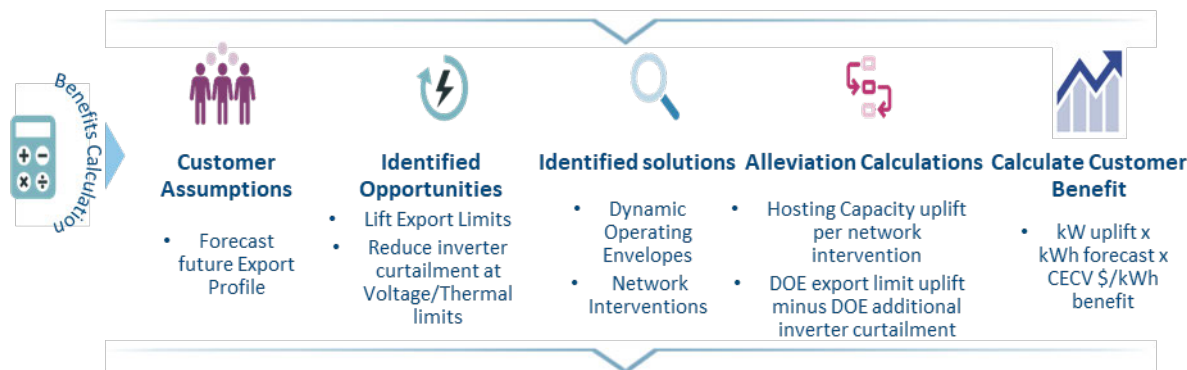 Benefits Calculation
Customer
Assumptions
• Forecast
future Export
Profile
Identified
Opportunities
• Lift Export Limits
• Reduce inverter
curtailment at
Voltage/Thermal
limits
Identified solutions
• Dynamic
Operating
Envelopes
• Network
Interventions
Alleviation Calculations
• Hosting Capacity uplift
per network
intervention
• DOE export limit uplift
minus DOE additional
inverter curtailment
Calculate Customer
Benefit
• kW uplift x
kWh forecast x
CECV $/kWh
benefit